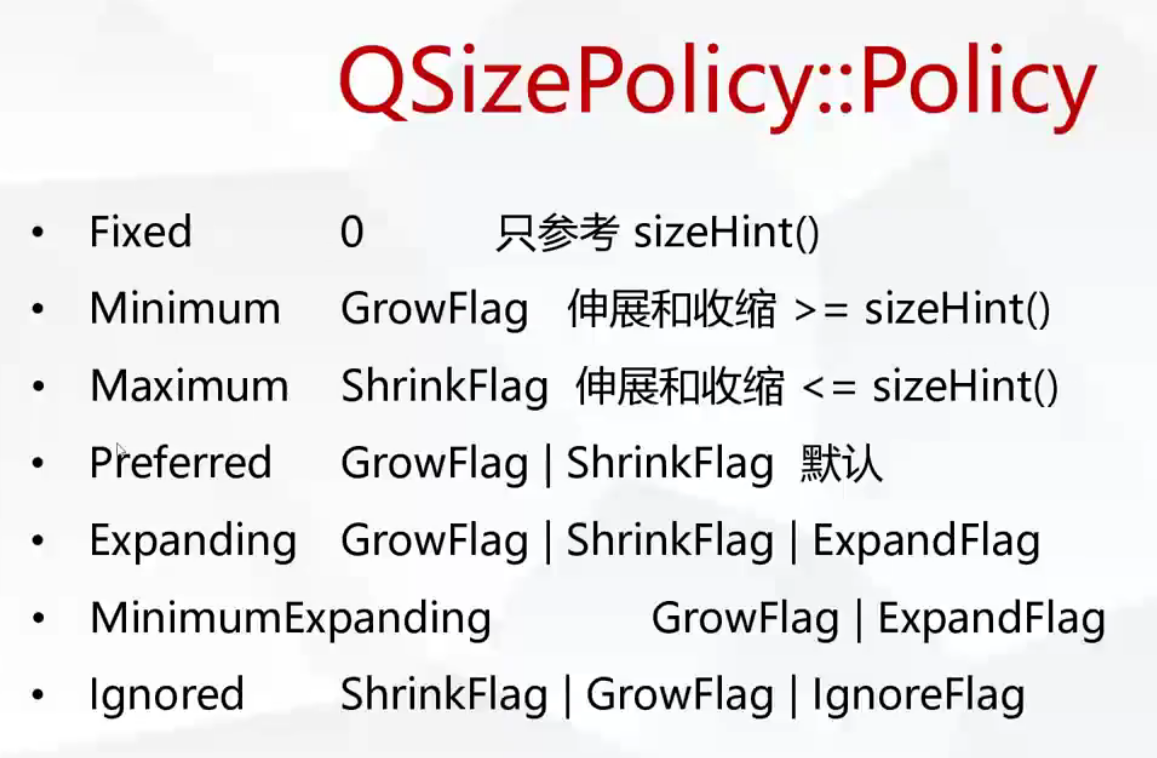 QSizePolicy::Policy
• Fixed 0 只参考 sizeHint()
• Minimum GrowFlag 伸展和收缩 >= sizeHint()
• Maximum ShrinkFlag 伸展和收缩 <= sizeHint()
• Preferred GrowFlag | ShrinkFlag 默认
• Expanding GrowFlag | ShrinkFlag | ExpandFlag
• MinimumExpanding GrowFlag | ExpandFlag
• Ignored ShrinkFlag | GrowFlag | IgnoreFlag